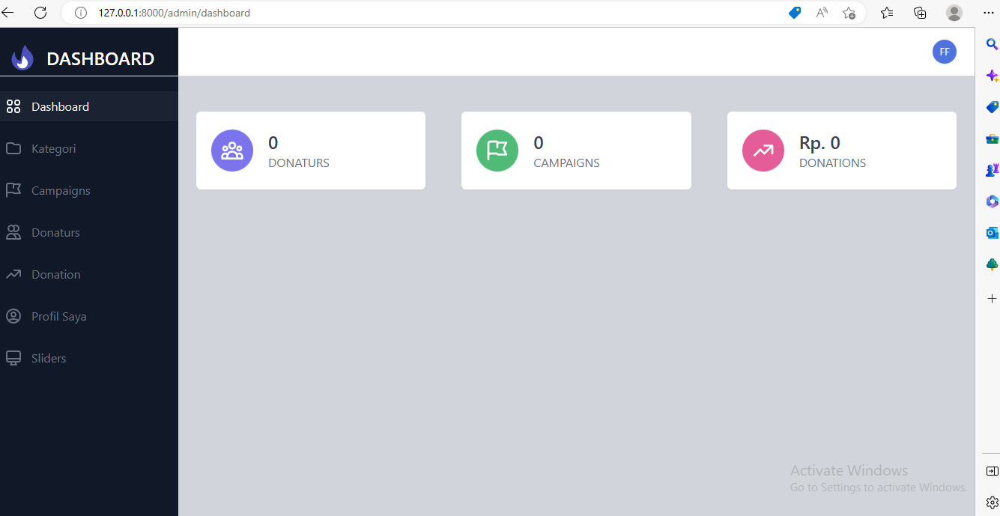 127.0.0.1:8000/admin/dashboard
DASHBOARD
FF
Dashboard
Kategori
Campaigns
Donaturs
Donation
Profil Saya
Sliders
0
DONATURS
0
CAMPAIGNS
Rp. 0
DONATIONS
Activate Windows
Go to Settings to activate Windows.